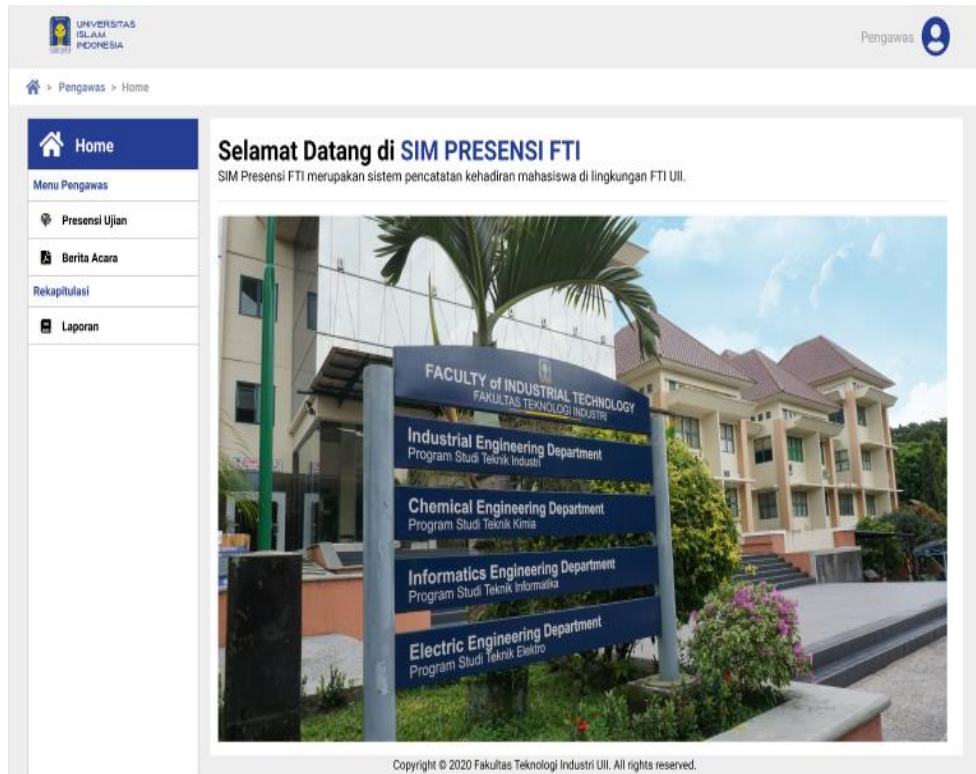 UNIVERSITAS
ISLAM
INDONESIA
Pengawas
> Pengawas > Home
Home
Menu Pengawas
Presensi Ujian
Berita Acara
Rekapitulasi
Laporan
Selamat Datang di SIM PRESENSI FTI
SIM Presensi FTI merupakan sistem pencatatan kehadiran mahasiswa di lingkungan FTI UII.
FACULTY of INDUSTRIAL TECHNOLOGY
FAKULTAS TEKNOLOGI INDUSTRI
Industrial Engineering Department
Program Studi Teknik Industri
Chemical Engineering Department
Program Studi Teknik Kimia
Informatics Engineering Department
Program Studi Teknik Informatika
Electric Engineering Department
Program Studi Teknik Elektro
Copyright © 2020 Fakultas Teknologi Industri UII. All rights reserved.